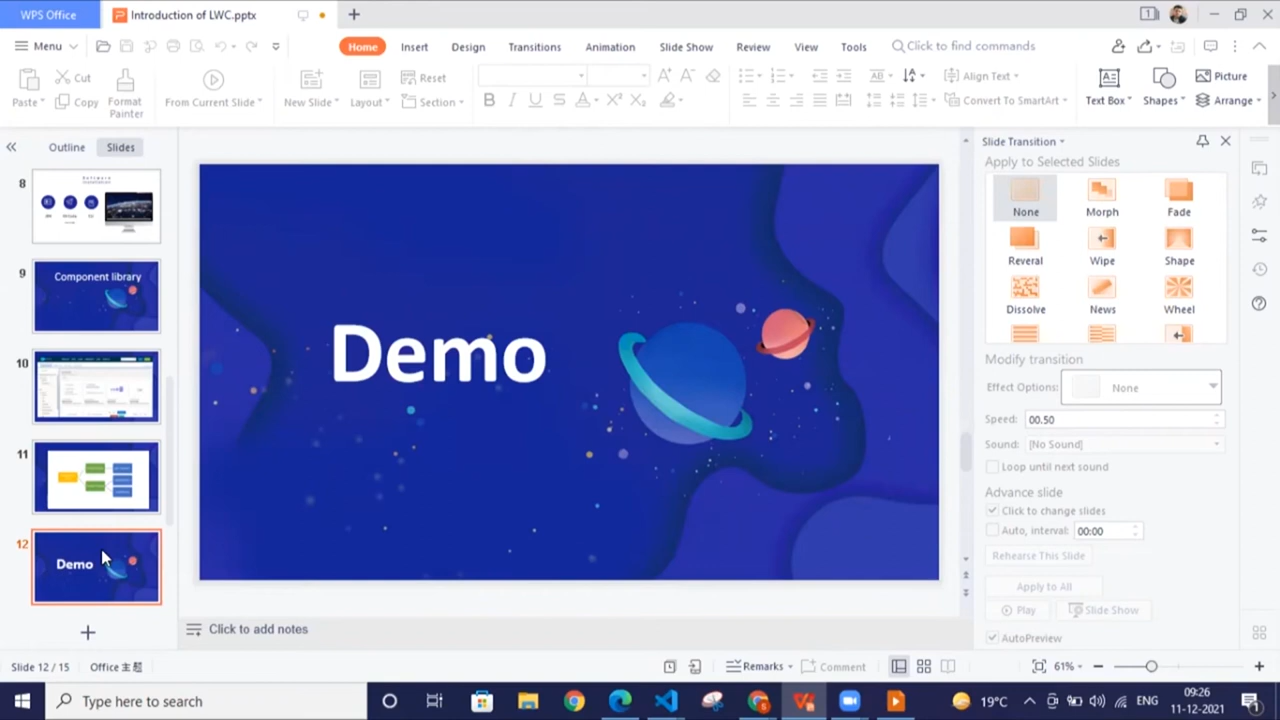 WPS Office
Introduction of LWC.pptx
1
Menu
Home
Insert
Design
Transitions
Animation
Slide Show
Review
View
Tools
Click to find commands
Paste
Cut
Format
Painter
From Current Slide
New Slide
Layout
Reset
Section
B I U S A X² X₂
Align Text
Convert To SmartArt
Text Box
Shapes
Picture
Arrange
Outline
Slides
8
Software
Installation
9
Component library
10
11
12
Demo
Demo
Slide Transition
Apply to Selected Slides
None
Morph
Fade
Reveral
Wipe
Shape
Dissolve
News
Wheel
Modify transition
Effect Options:
None
Speed:
00.50
Sound:
[No Sound]
Loop until next sound
Advance slide
Click to change slides
Auto, interval:
00:00
Rehearse This Slide
Apply to All
Play
Slide Show
AutoPreview
Click to add notes
Slide 12 / 15
Office 主题
Remarks
Comment
61%
Type here to search
19°C
ENG
09:26
11-12-2021
1